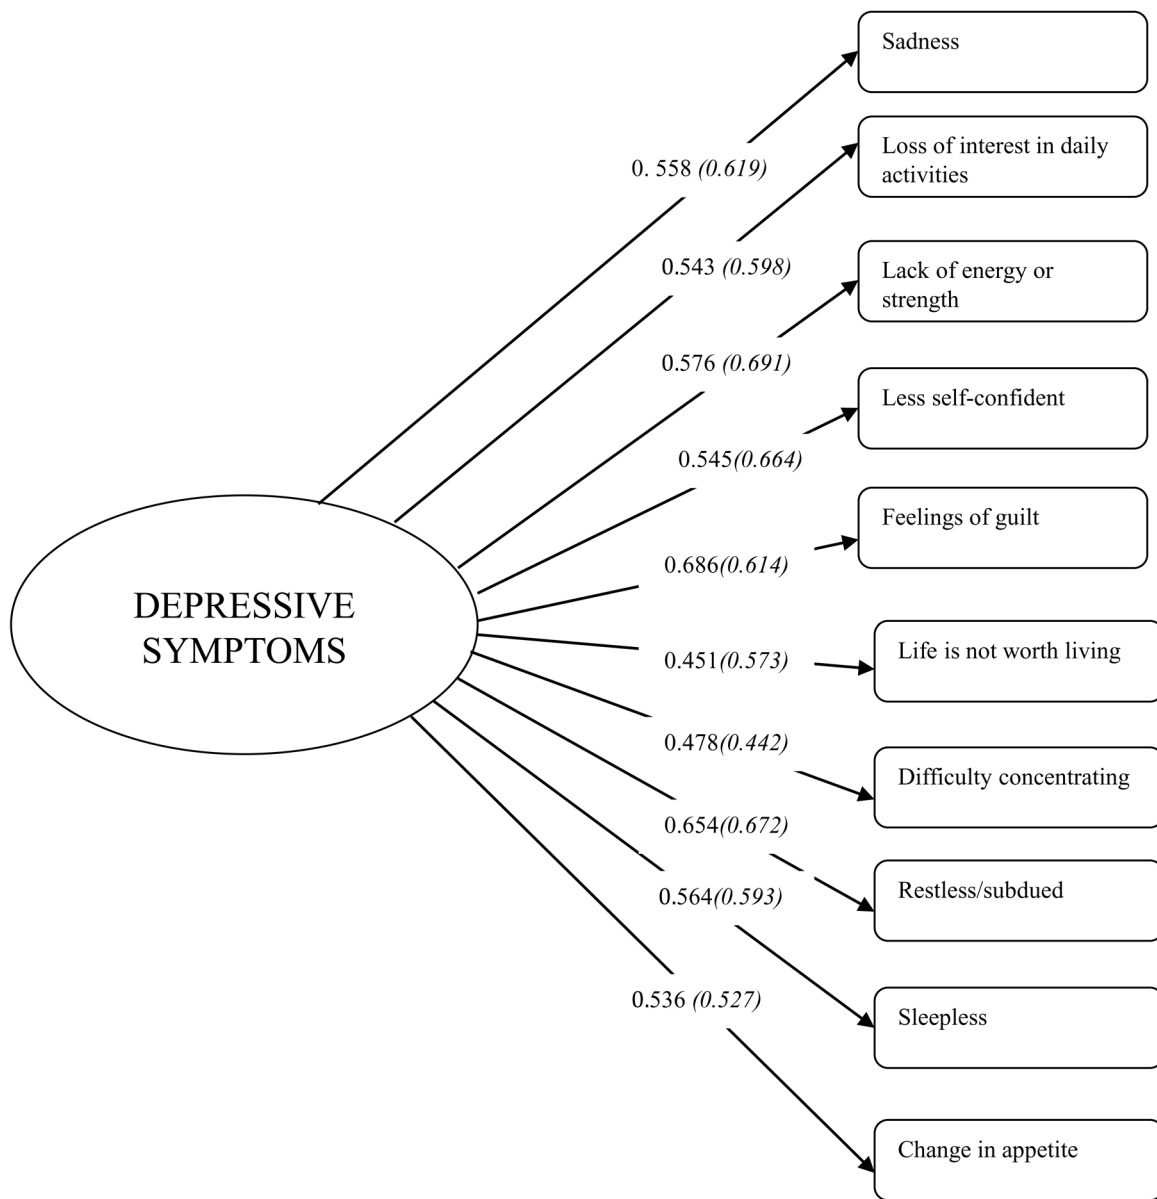 Sadness
Loss of interest in daily
activities
0. 558 (0.619)
0.543 (0.598)
Lack of energy or
strength
0.576 (0.691)
Less self-confident
0.545(0.664)
Feelings of guilt
0.686(0.614)
DEPRESSIVE
SYMPTOMS
Life is not worth living
0.451(0.573)
0.478(0.442)
Difficulty concentrating
0.654(0.672)
Restless/subdued
0.564(0.593)
0.536 (0.527)
Sleepless
Change in appetite